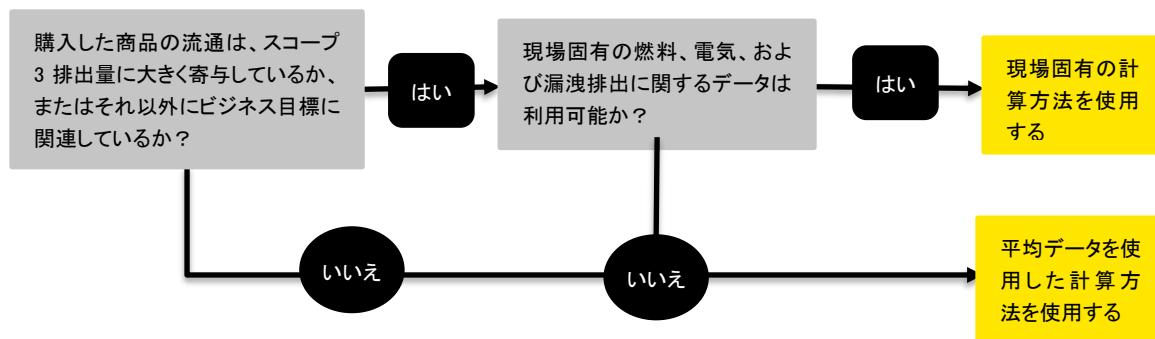 購入した商品の流通は、スコープ
3 排出量に大きく寄与しているか、
またはそれ以外にビジネス目標に
関連しているか？
はい
現場固有の燃料、電気、およ
び漏洩排出に関するデータは
利用可能か？
はい
現場固有の計
算方法を使用
する
いいえ
いいえ
平均データを使
用した計算方
法を使用する